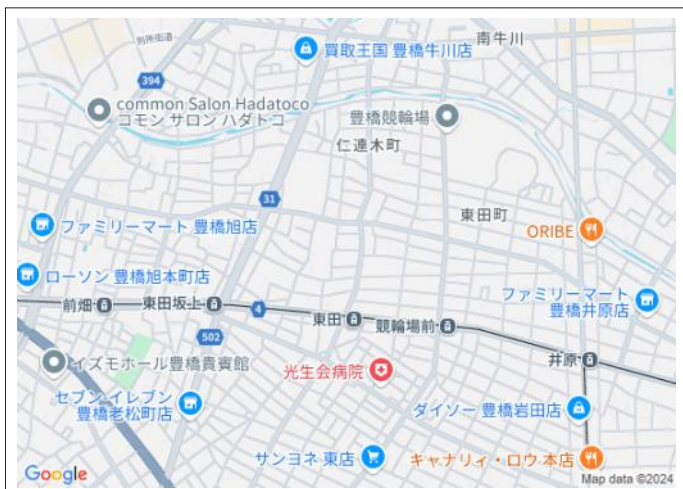 別所街道
南牛川
買取王国 豊橋牛川店
394
common Salon Hadatoco
コモン サロン ハダトコ
豊橋競輪場
仁連木町
31
東田町
ファミリーマート 豊橋旭店
ORIBE
ローソン 豊橋旭本町店
ファミリーマート
豊橋井原店
前畑
東田坂上
4
東田
競輪場前
502
井原
イズモホール豊橋貴賓館
光生会病院
セブン-イレブン
豊橋老松町店
ダイソー 豊橋岩田店
サンヨネ 東店
キャナリィ・ロウ 本店
Google
Map data ©2024